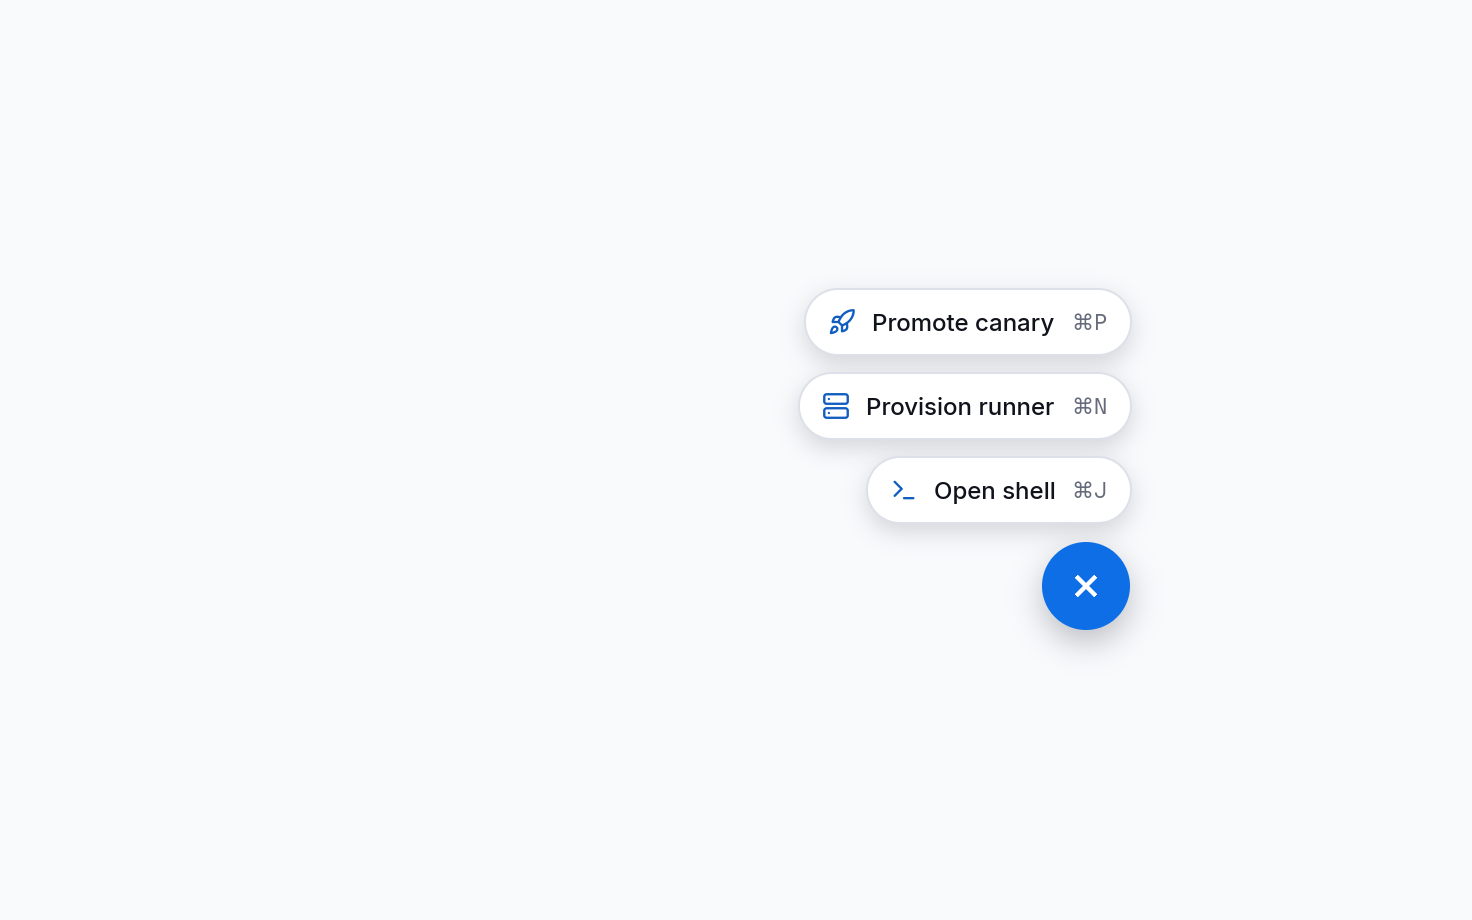 Promote canary ⌘P
Provision runner ⌘N
Open shell ⌘J